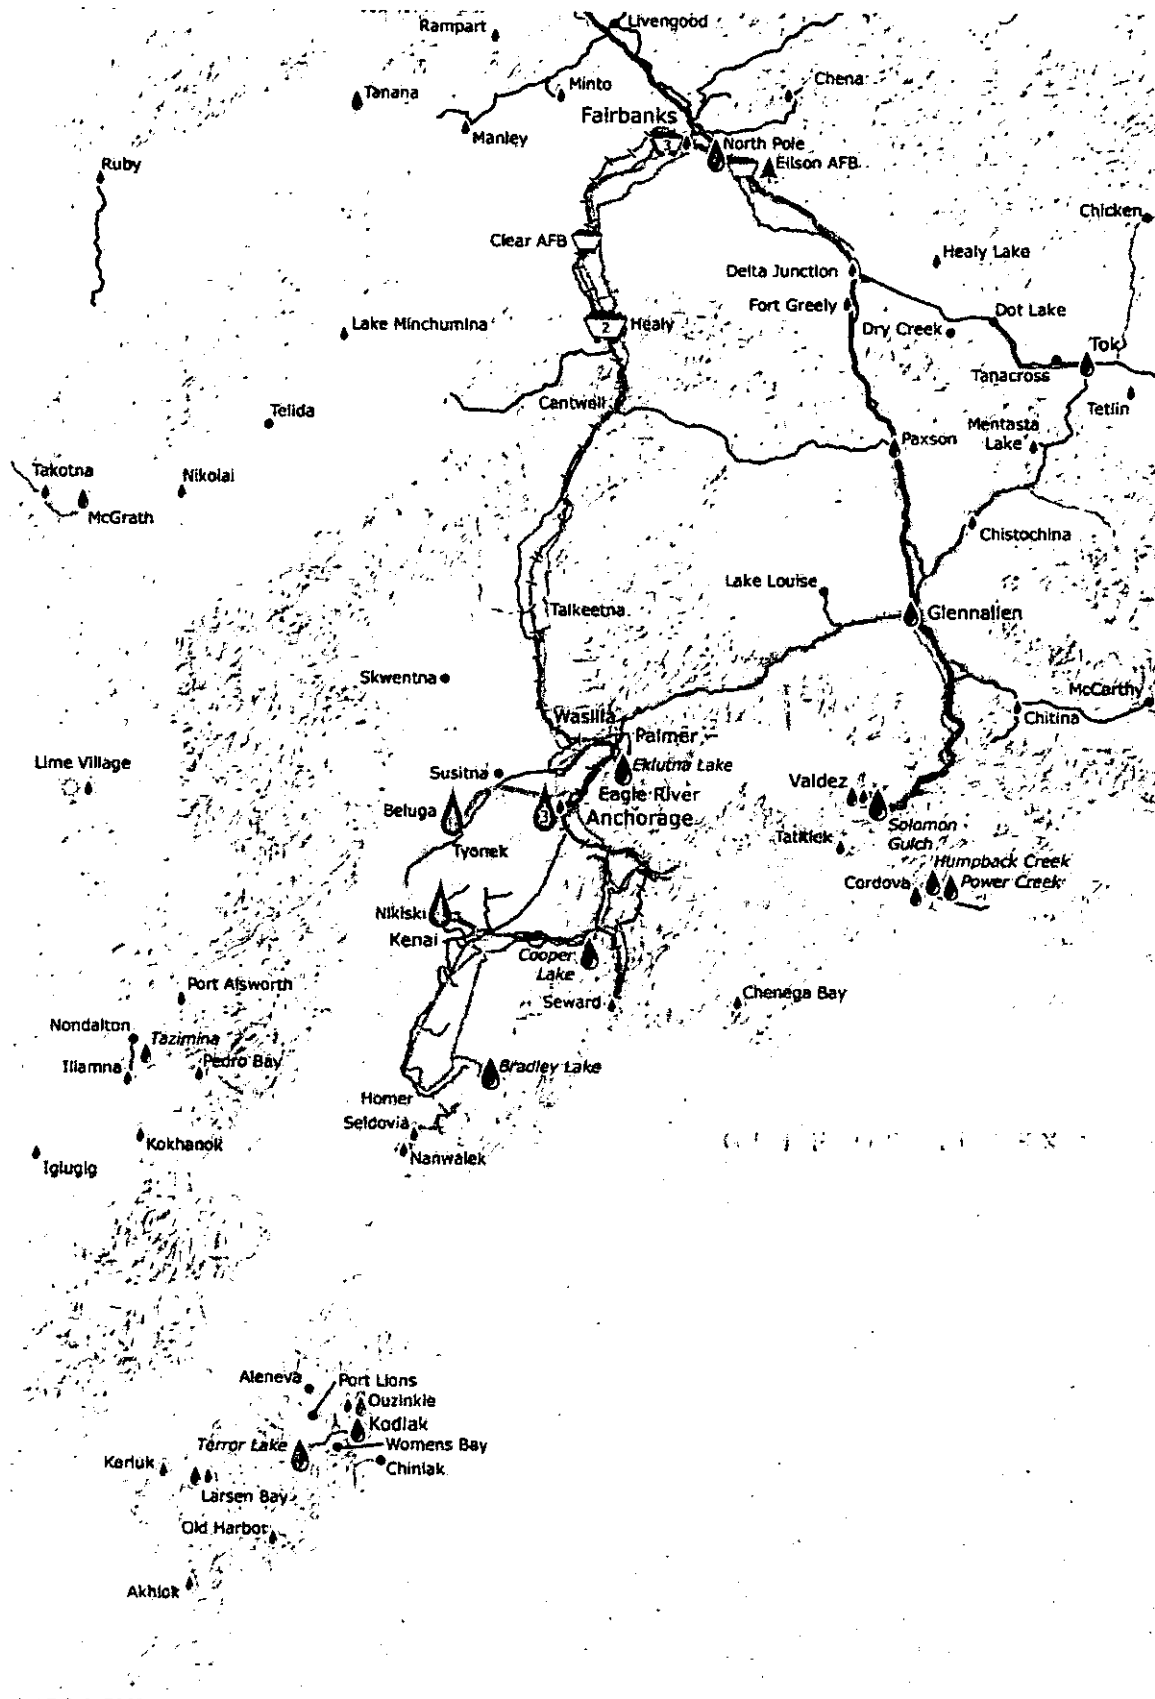 Rampart
Livengood
Tanana
Minto
Chena
Fairbanks
Manley
3
North Pole
Eilson AFB
Ruby
Chicken
Clear AFB
Healy Lake
Delta Junction
Fort Greely
Dot Lake
Lake Minchumina
2
Healy
Dry Creek
Tok
Tanacross
Cantwell
Tetlin
Telida
Mentasta
Lake
Paxson
Takotna
Nikolai
McGrath
Chistochina
Lake Louise
Talkeetna
Glennallen
Skwentna
McCarthy
Wasilla
Chitina
Palmer
Lime Village
Susitna
Eklutna Lake
Valdez
Eagle River
Beluga
3
Anchorage
Solomon
Gulch
Tatitlek
Tyonek
Humpback Creek
Cordova
Power Creek
Nikiski
Kenai
Cooper
Lake
Port Alsworth
Seward
Chenega Bay
Nondalton
Tazimina
Iliamna
Pedro Bay
Bradley Lake
Homer
Seldovia
Kokhanok
Nanwalek
Igiugig
Aleneva
Port Lions
Ouzinkie
Kodiak
Terror Lake
Womens Bay
Karluk
Chiniak
Larsen Bay
Old Harbor
Akhiok